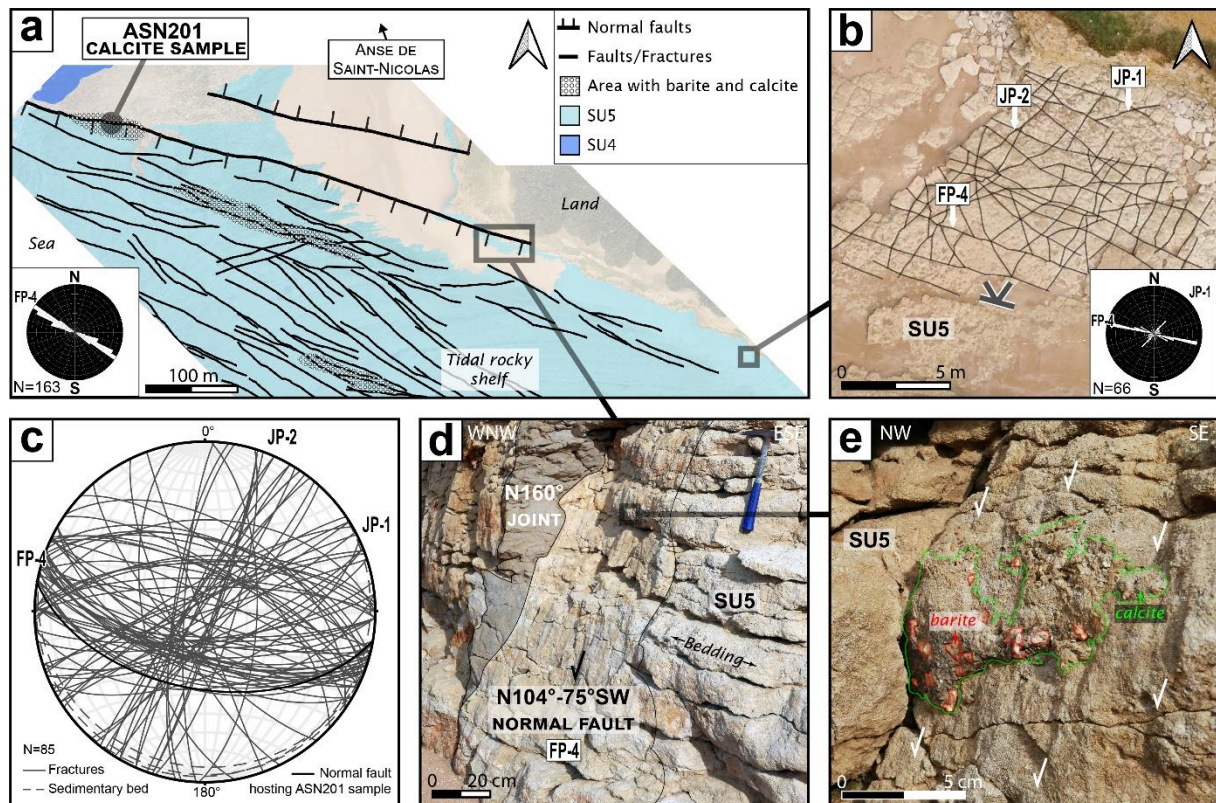 a
ASN201
CALCITE SAMPLE
ANSE DE
SAINT-NICOLAS
Normal faults
Faults/Fractures
Area with barite and calcite
SU5
SU4
Land
Sea
Tidal rocky
shelf
N
FP-4
S
N=163
100 m
b
JP-1
JP-2
FP-4
SU5
0
5 m
N
JP-1
FP-4
S
N=66
c
0°
JP-2
JP-1
FP-4
N=85
Fractures
Sedimentary bed
180°
Normal fault
hosting ASN201 sample
d
WNW
ESE
N160°
JOINT
SU5
Bedding
N104°-75°SW
NORMAL FAULT
FP-4
0
20 cm
e
NW
SE
SU5
barite
calcite
0
5 cm